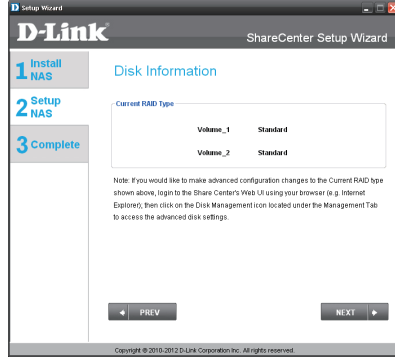 Setup Wizard
D-Link
ShareCenter Setup Wizard
1 Install
NAS
2 Setup
NAS
3 Complete
Disk Information
Current RAID Type
Volume_1 Standard
Volume_2 Standard
Note: If you would like to make advanced configuration changes to the Current RAID type
shown above, login to the Share Center's Web UI using your browser (e.g. Internet
Explorer); then click on the Disk Management icon located under the Management Tab
to access the advanced disk settings.
PREV
NEXT
Copyright © 2010-2012 D-Link Corporation Inc. All rights reserved.